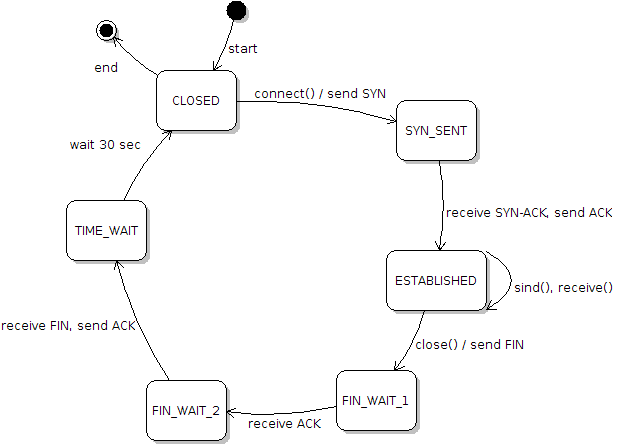 start
end
CLOSED
connect() / send SYN
SYN_SENT
wait 30 sec
receive SYN-ACK, send ACK
TIME_WAIT
ESTABLISHED
sind(), receive()
receive FIN, send ACK
close() / send FIN
FIN_WAIT_1
FIN_WAIT_2
receive ACK